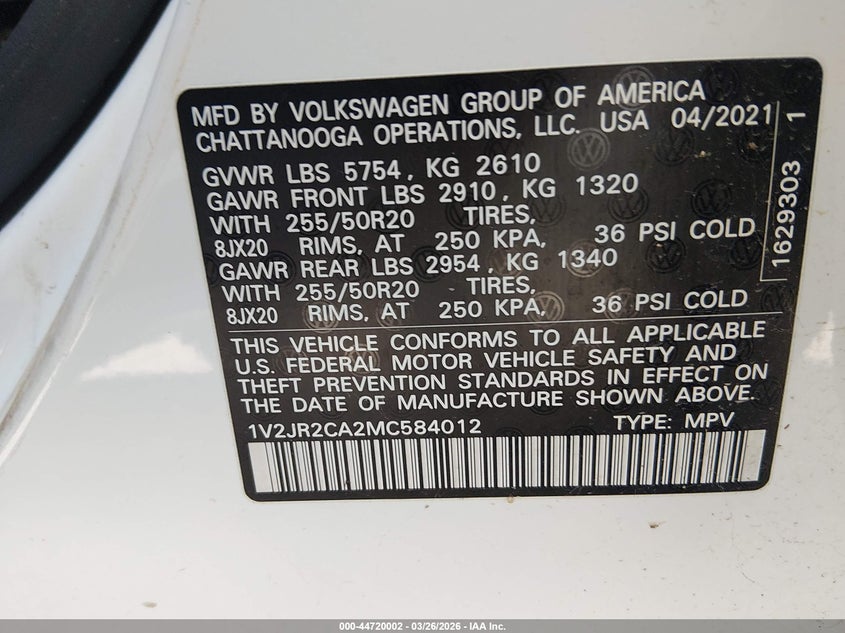 MFD BY VOLKSWAGEN GROUP OF AMERICA
CHATTANOOGA OPERATIONS, LLC. USA 04/2021
GVWR LBS 5754, KG 2610
GAWR FRONT LBS 2910, KG 1320
WITH 255/50R20 TIRES,
8JX20 RIMS, AT 250 KPA, 36 PSI COLD
GAWR REAR LBS 2954, KG 1340
WITH 255/50R20 TIRES,
8JX20 RIMS, AT 250 KPA, 36 PSI COLD
THIS VEHICLE CONFORMS TO ALL APPLICABLE
U.S. FEDERAL MOTOR VEHICLE SAFETY AND
THEFT PREVENTION STANDARDS IN EFFECT ON
THE DATE OF MANUFACTURE SHOWN ABOVE.
1V2JR2CA2MC584012 TYPE: MPV
1629303 1
000-44720002 — 03/26/2026 — IAA Inc.